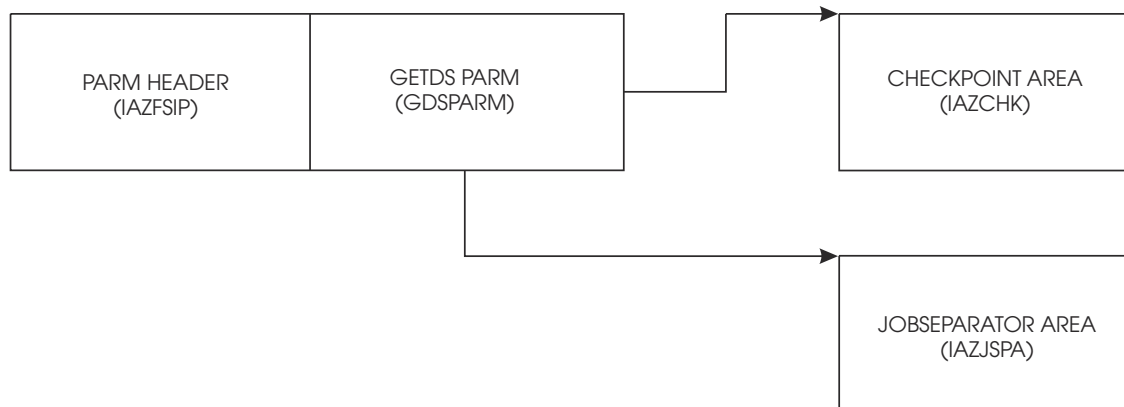 PARM HEADER
(IAZFSIP)
GETDS PARM
(GDSPARM)
CHECKPOINT AREA
(IAZCHK)
JOBSEPARATOR AREA
(IAZJSPA)